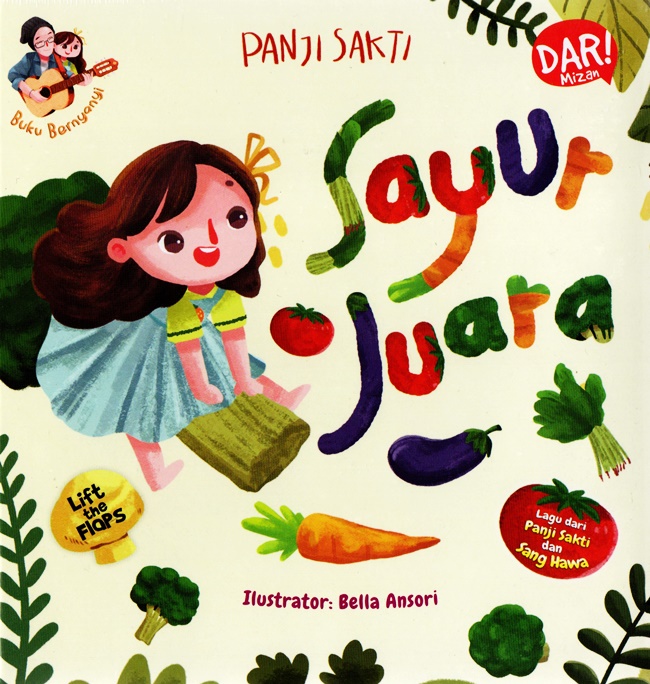 PANJI SAKTI
DAR!
Mizan
Buku Bernyanyi
Sayur
Juara
Lift
the
Flaps
Lagu dari
Panji Sakti
dan
Sang Hawa
Ilustrator: Bella Ansori